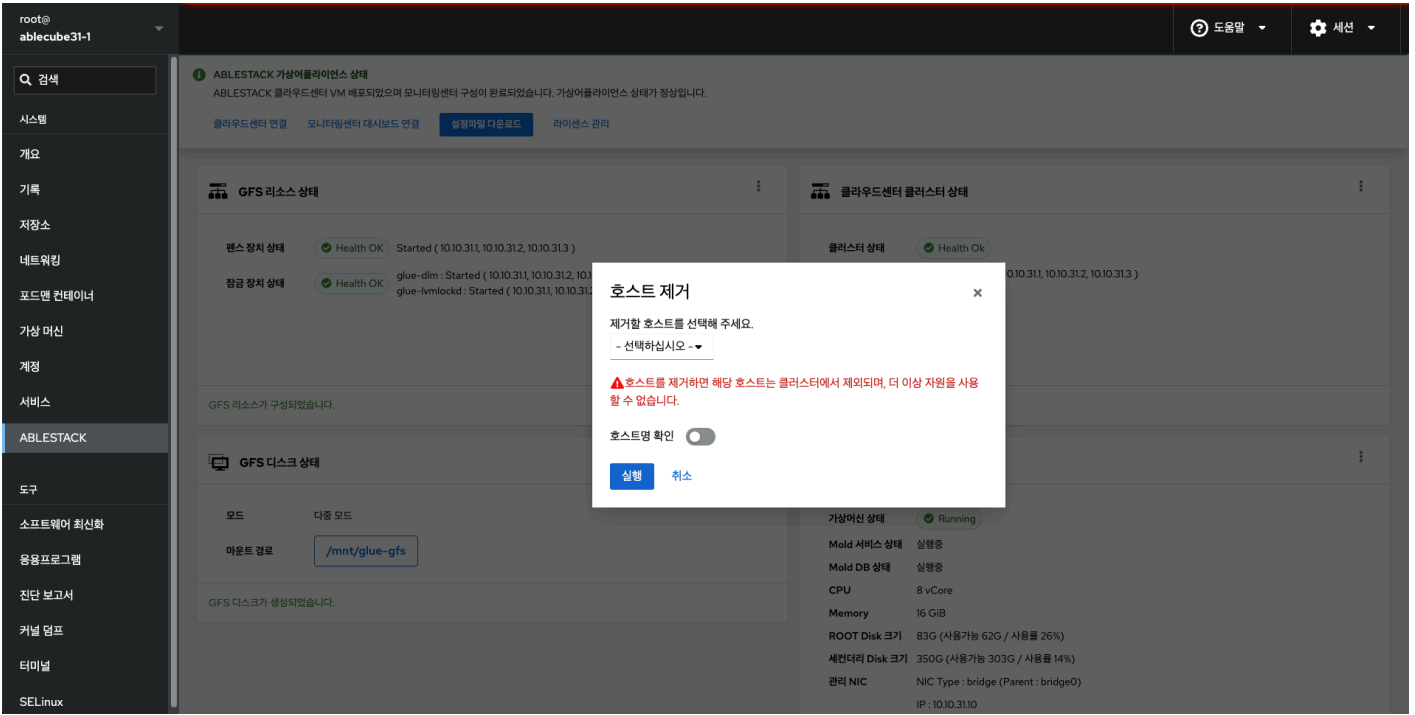 root@
ablecube31-1
도움말
세션
검색
시스템
개요
기록
저장소
네트워킹
포드맨 컨테이너
가상 머신
계정
서비스
ABLESTACK
도구
소프트웨어 최신화
응용프로그램
진단 보고서
커널 덤프
터미널
SELinux
ABLESTACK 가상어플라이언스 상태
ABLESTACK 클라우드센터 VM 배포되었으며 모니터링센터 구성이 완료되었습니다. 가상어플라이언스 상태가 정상입니다.
클라우드센터 연결 모니터링센터 대시보드 연결 설정파일 다운로드 라이센스 관리
GFS 리소스 상태
펜스 장치 상태 Health OK Started ( 10.10.31.1, 10.10.31.2, 10.10.31.3 )
잠금 장치 상태 Health OK glue-dlm : Started ( 10.10.31.1, 10.10.31.2, 10.1
glue-lvmlockd : Started ( 10.10.31.1, 10.10.31.2
GFS 리소스가 구성되었습니다.
클라우드센터 클러스터 상태
클러스터 상태 Health Ok
0.10.31.1, 10.10.31.2, 10.10.31.3 )
호스트 제거
제거할 호스트를 선택해 주세요.
- 선택하십시오 -
호스트를 제거하면 해당 호스트는 클러스터에서 제외되며, 더 이상 자원을 사용
할 수 없습니다.
호스트명 확인
실행 취소
GFS 디스크 상태
모드 다중 모드
마운트 경로 /mnt/glue-gfs
GFS 디스크가 생성되었습니다.
가상머신 상태 Running
Mold 서비스 상태 실행중
Mold DB 상태 실행중
CPU 8 vCore
Memory 16 GiB
ROOT Disk 크기 83G (사용가능 62G / 사용률 26%)
세컨더리 Disk 크기 350G (사용가능 303G / 사용률 14%)
관리 NIC NIC Type : bridge (Parent : bridge0)
IP : 10.10.31.10